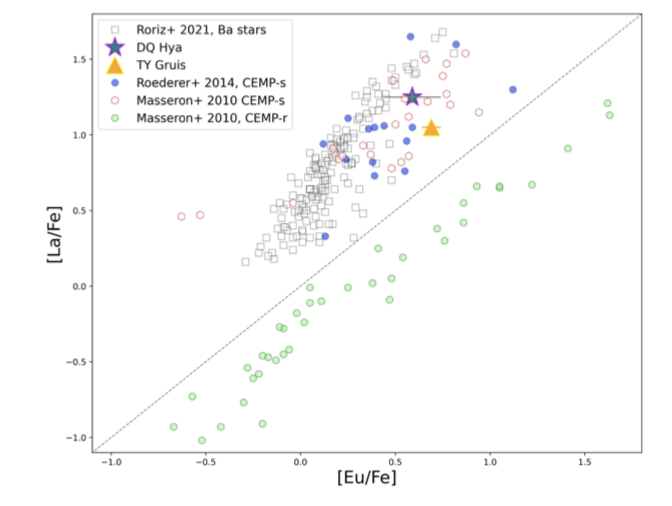 Roriz+ 2021, Ba stars
DQ Hya
TY Gruis
Roederer+ 2014, CEMP-s
Masseron+ 2010 CEMP-s
Masseron+ 2010, CEMP-r
[La/Fe]
1.5
1.0
0.5
0.0
−0.5
−1.0
−1.0 −0.5 0.0 0.5 1.0 1.5
[Eu/Fe]